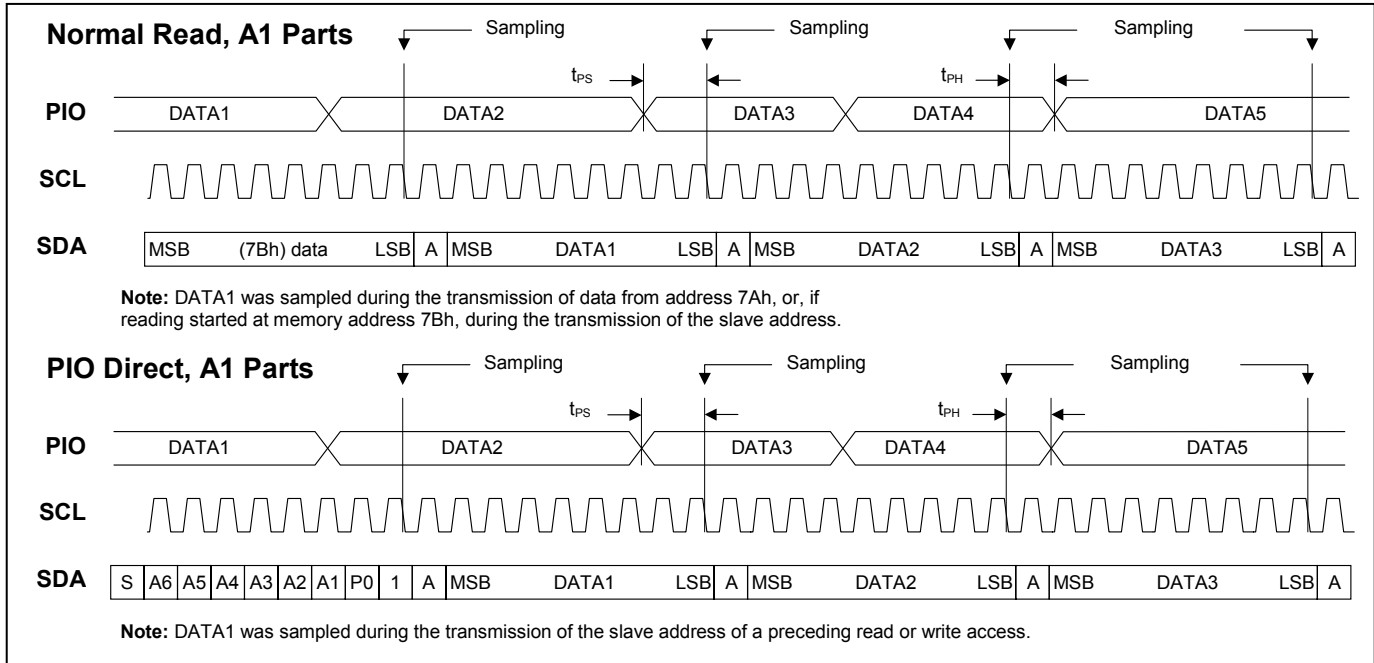 Normal Read, A1 Parts
Sampling Sampling Sampling
tPS tPH
PIO DATA1 DATA2 DATA3 DATA4 DATA5
SCL
SDA MSB (7Bh) data LSB A MSB DATA1 LSB A MSB DATA2 LSB A MSB DATA3 LSB A
Note: DATA1 was sampled during the transmission of data from address 7Ah, or, if
reading started at memory address 7Bh, during the transmission of the slave address.
PIO Direct, A1 Parts
Sampling Sampling Sampling
tPS tPH
PIO DATA1 DATA2 DATA3 DATA4 DATA5
SCL
SDA S A6 A5 A4 A3 A2 A1 P0 1 A MSB DATA1 LSB A MSB DATA2 LSB A MSB DATA3 LSB A
Note: DATA1 was sampled during the transmission of the slave address of a preceding read or write access.